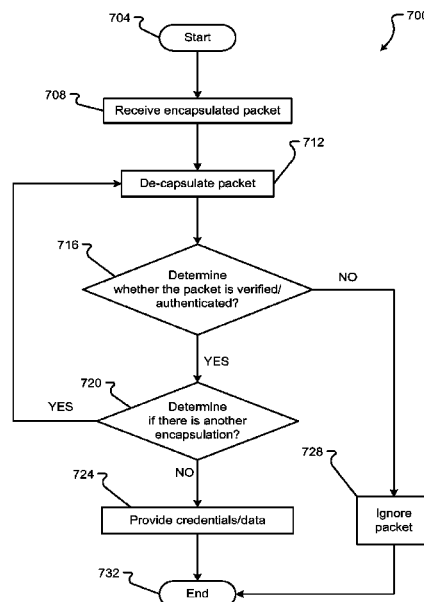 700
704
Start
708
Receive encapsulated packet
712
De-capsulate packet
716
Determine
whether the packet is verified/
authenticated?
NO
YES
720
YES
Determine
if there is another
encapsulation?
NO
724
Provide credentials/data
728
Ignore
packet
732
End